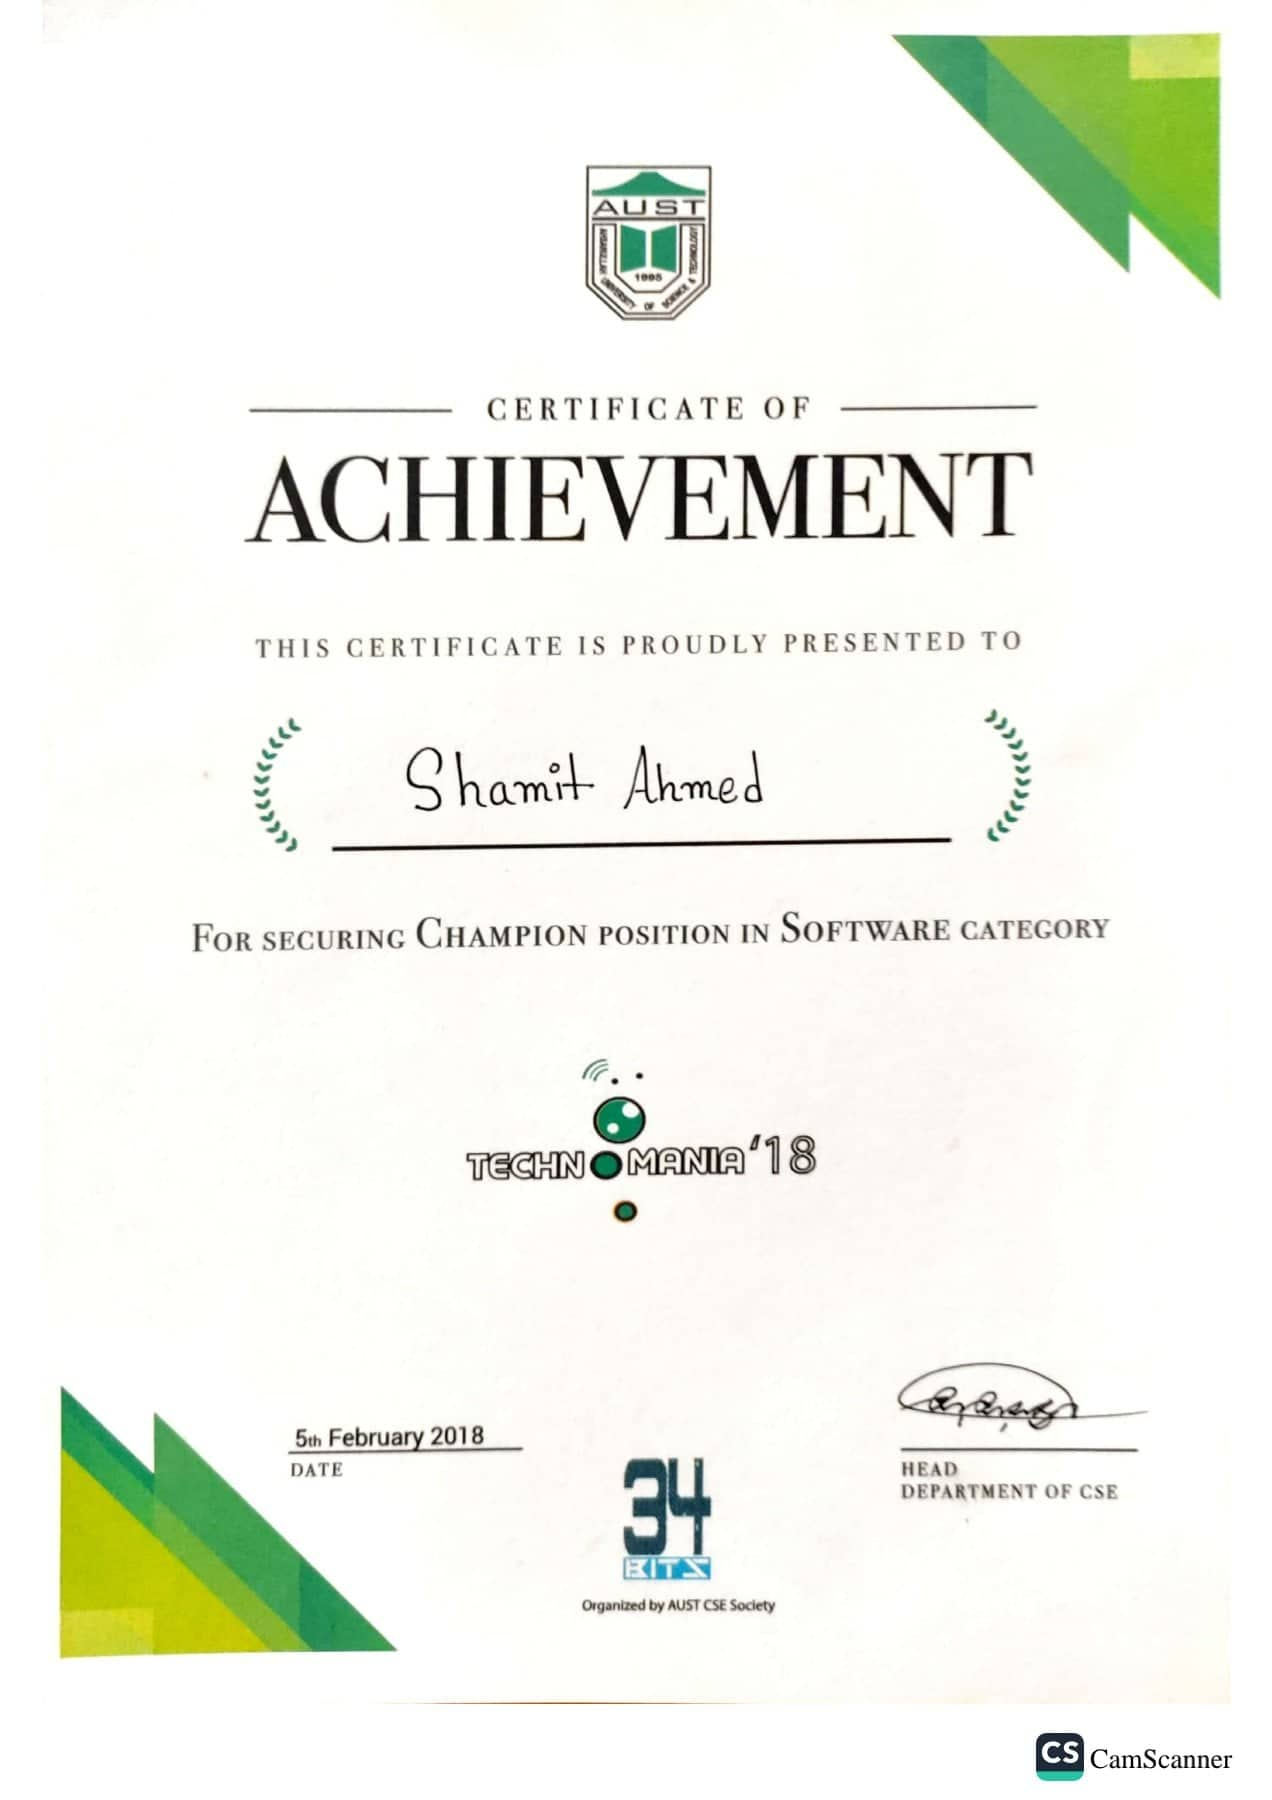 AUST
AHSANULLAH UNIVERSITY OF SCIENCE & TECHNOLOGY
1995
CERTIFICATE OF
ACHIEVEMENT
THIS CERTIFICATE IS PROUDLY PRESENTED TO
Shamit Ahmed
FOR SECURING CHAMPION POSITION IN SOFTWARE CATEGORY
TECHNOMANIA'18
5th February 2018
DATE
HEAD
DEPARTMENT OF CSE
34
BITS
Organized by AUST CSE Society
CS CamScanner